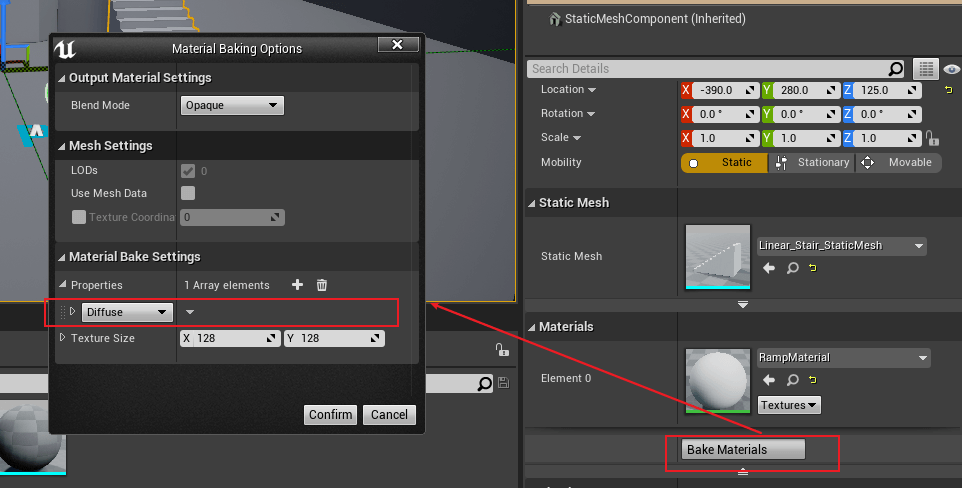 StaticMeshComponent (Inherited)
Search Details
Location
X -390.0 Y 280.0 Z 125.0
Rotation
X 0.0 ° Y 0.0 ° Z 0.0 °
Scale
X 1.0 Y 1.0 Z 1.0
Mobility
Static Stationary Movable
Static Mesh
Static Mesh
Linear_Stair_StaticMesh
Materials
Element 0
RampMaterial
Textures
Bake Materials
Material Baking Options
Output Material Settings
Blend Mode Opaque
Mesh Settings
LODs 0
Use Mesh Data
Texture Coordina 0
Material Bake Settings
Properties 1 Array elements
Diffuse
Texture Size X 128 Y 128
Confirm Cancel